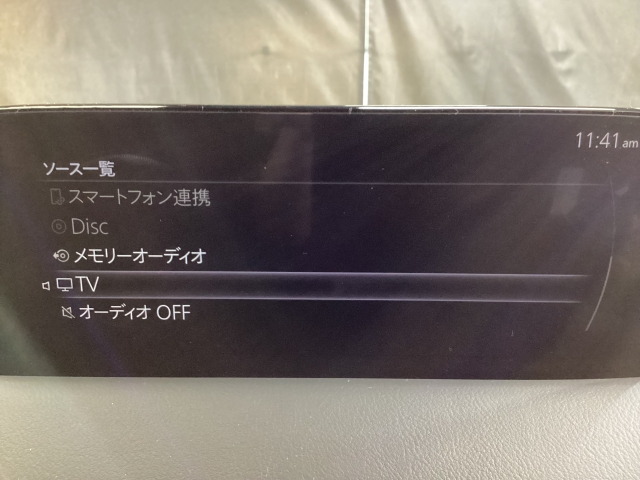 11:41 am
ソース一覧
スマートフォン連携
Disc
メモリーオーディオ
TV
オーディオ OFF